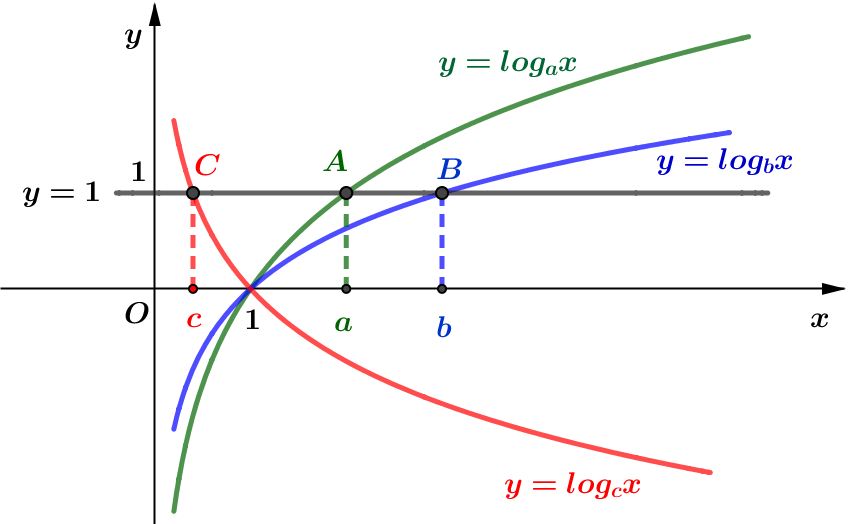 y
y = logₐx
1
C
A
B
y = log_bx
y = 1
O
c
1
a
b
x
y = log_cx